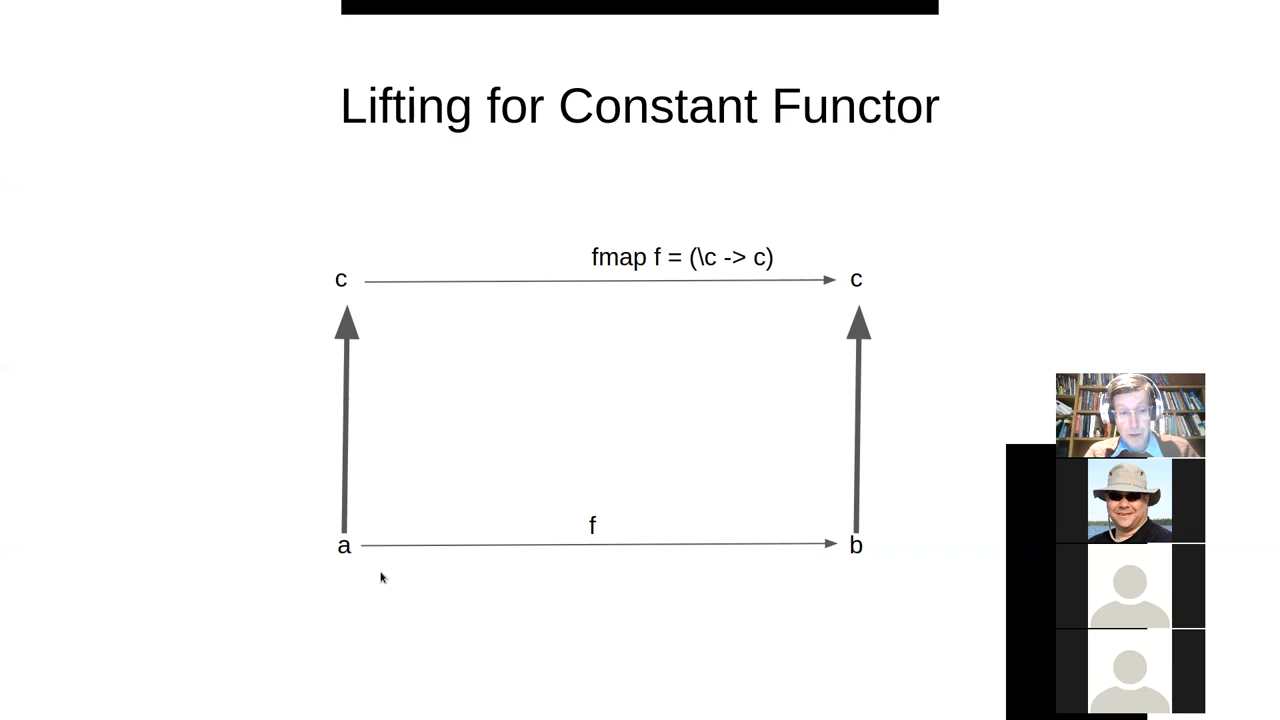 Lifting for Constant Functor
fmap f = (\c -> c)
c
c
f
a
b